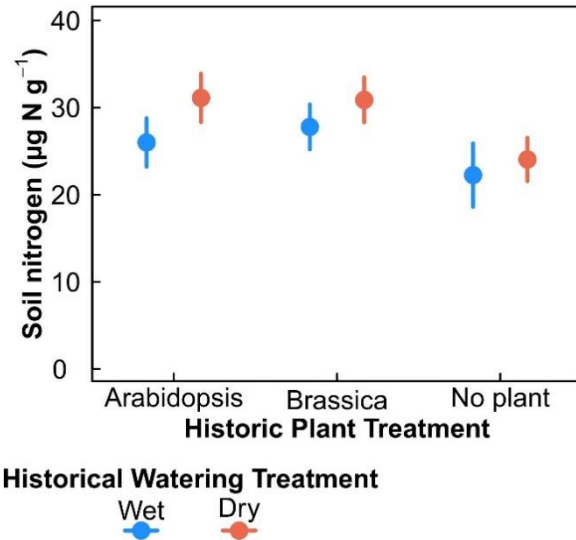 Soil nitrogen (µg N g⁻¹)
40
30
20
10
0
Arabidopsis Brassica No plant
Historic Plant Treatment
Historical Watering Treatment
Wet Dry